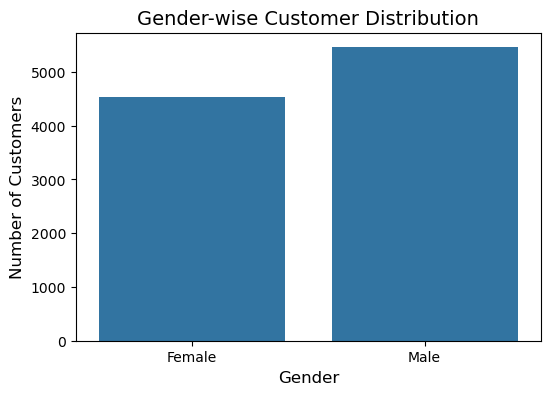 Gender-wise Customer Distribution
5000
4000
3000
2000
1000
0
Number of Customers
Female Male
Gender